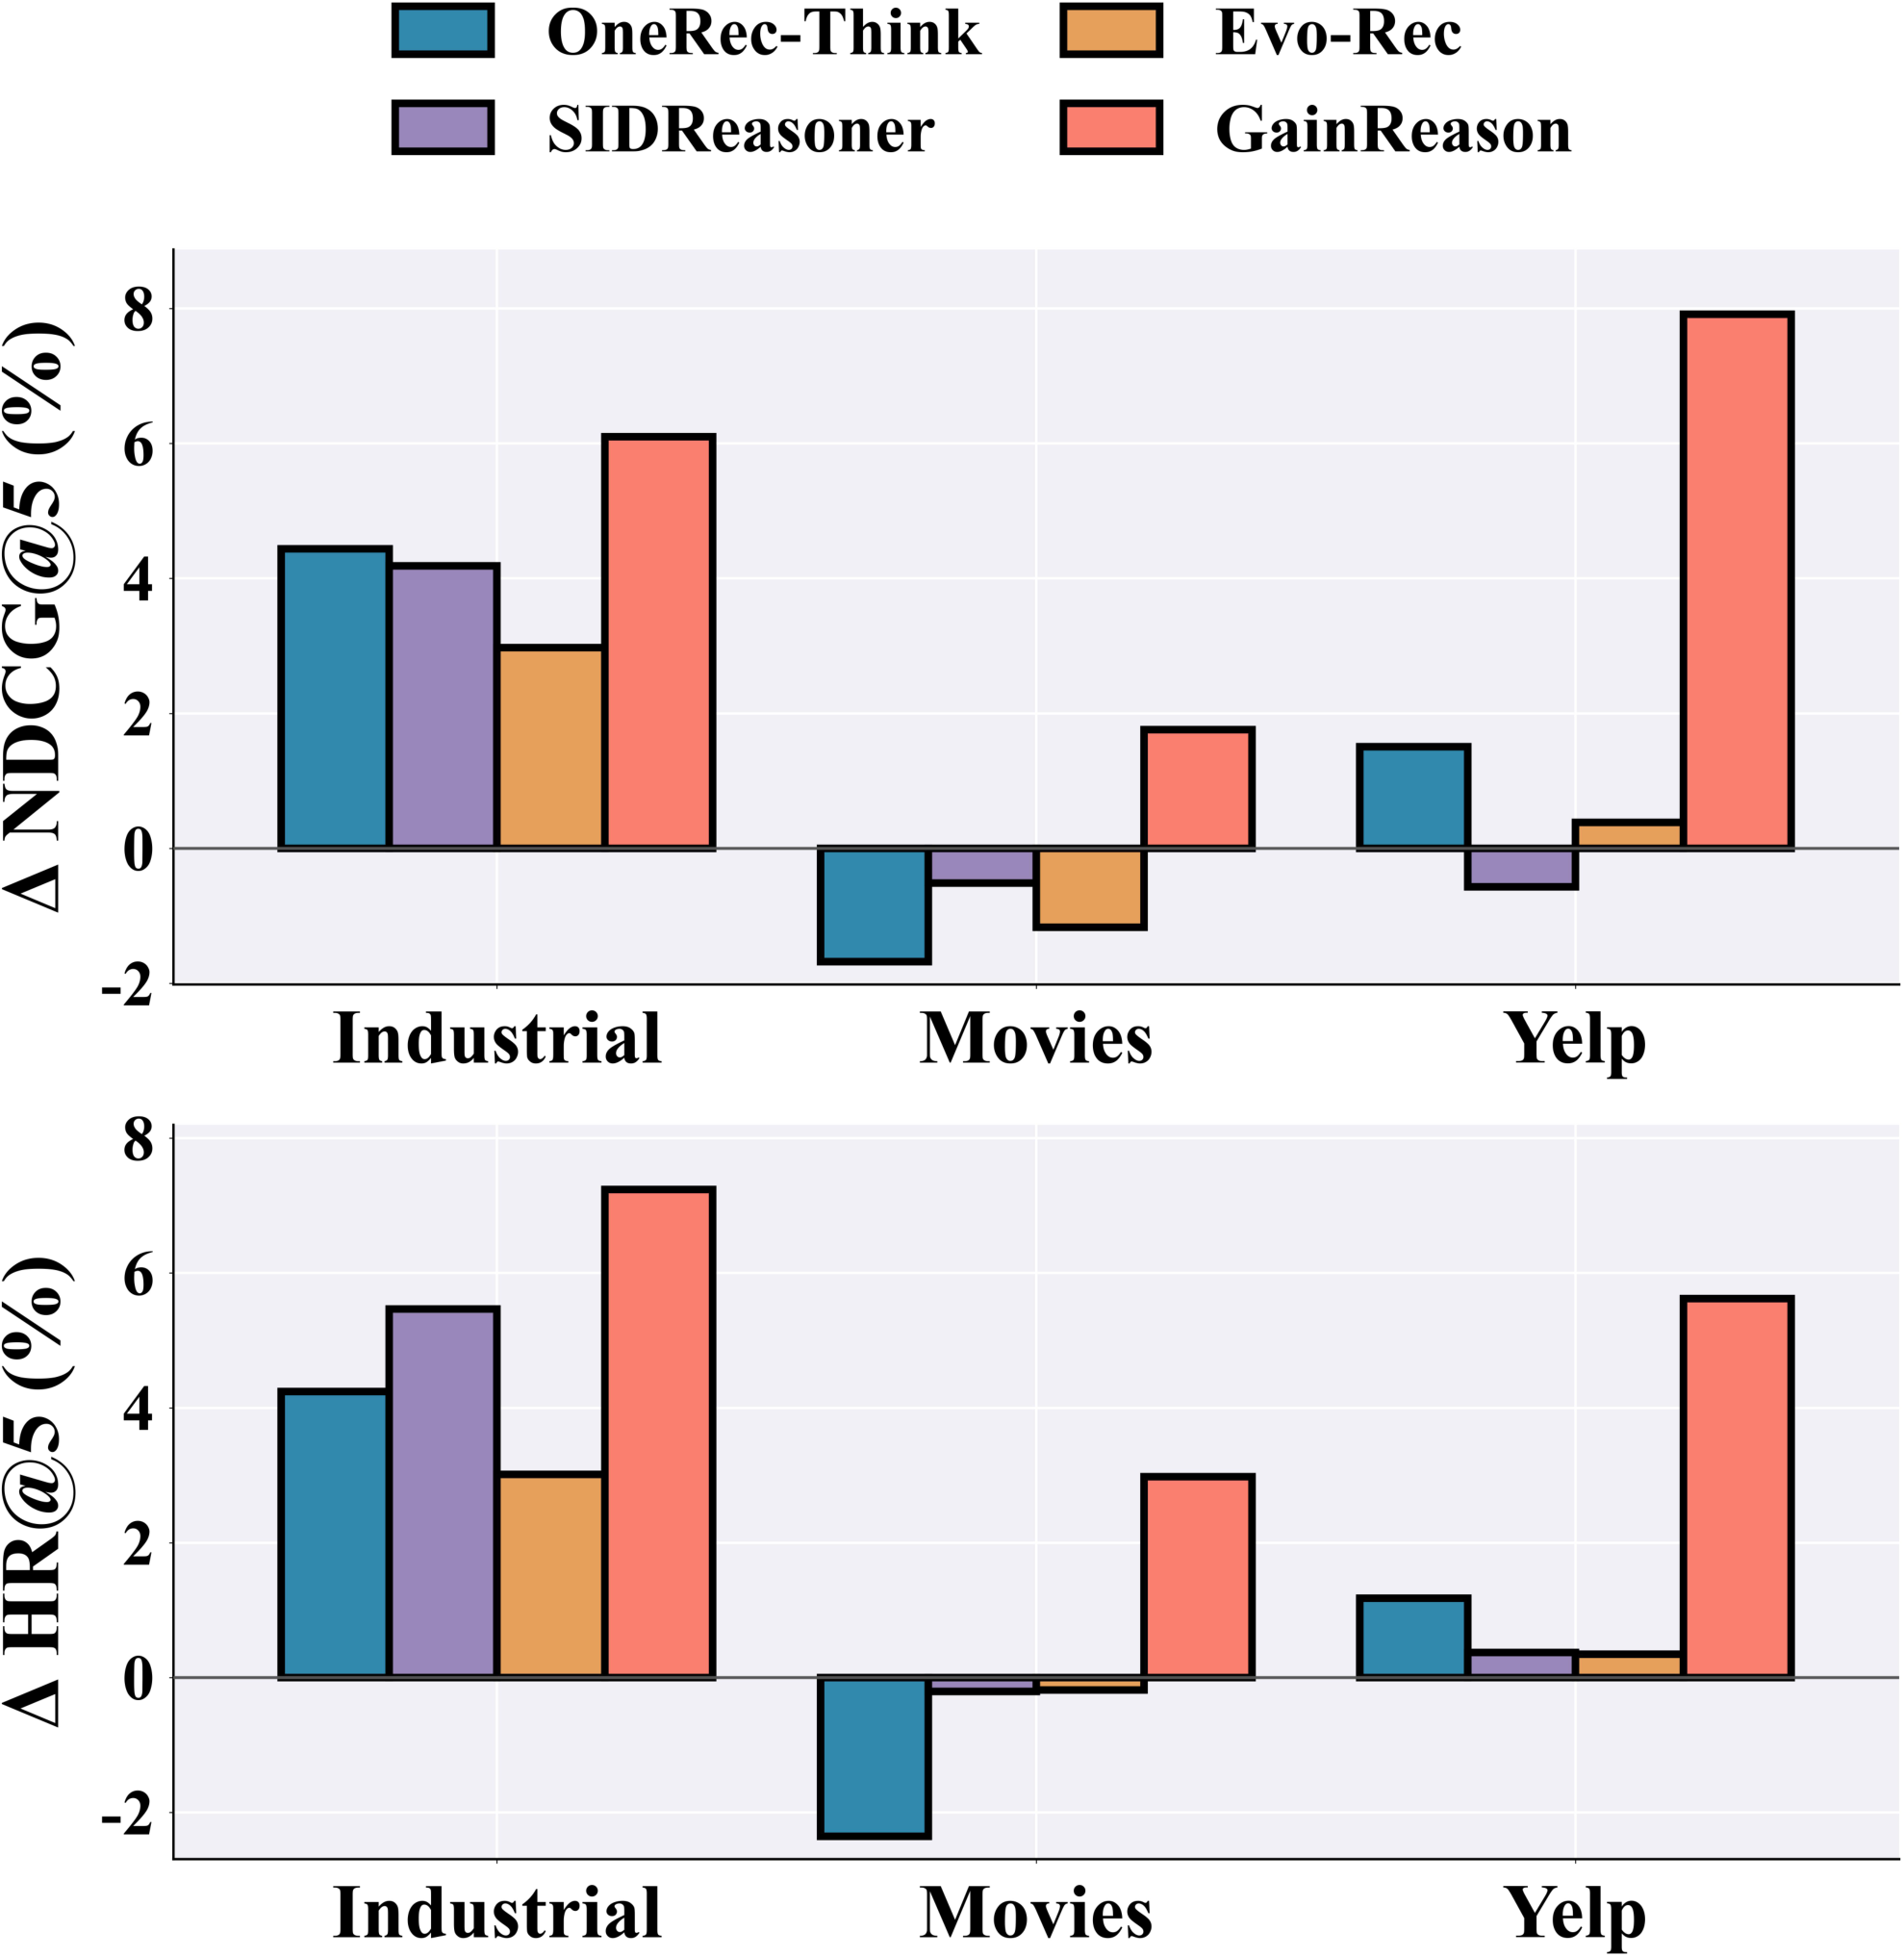 OneRec-Think Evo-Rec
SIDReasoner GainReason
Δ NDCG@5 (%)
8
6
4
2
0
-2
Industrial Movies Yelp
Δ HR@5 (%)
8
6
4
2
0
-2
Industrial Movies Yelp